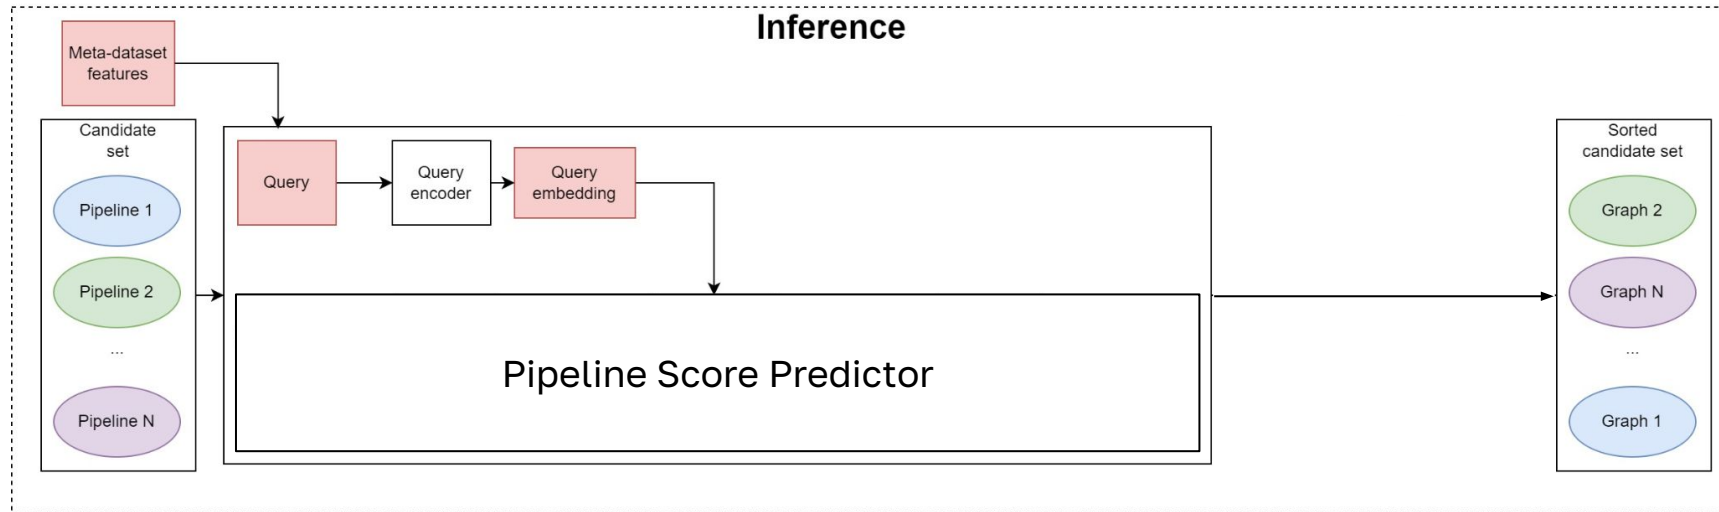 Inference
Meta-dataset
features
Candidate
set
Pipeline 1
Pipeline 2
...
Pipeline N
Query
Query
encoder
Query
embedding
Pipeline Score Predictor
Sorted
candidate set
Graph 2
Graph N
...
Graph 1